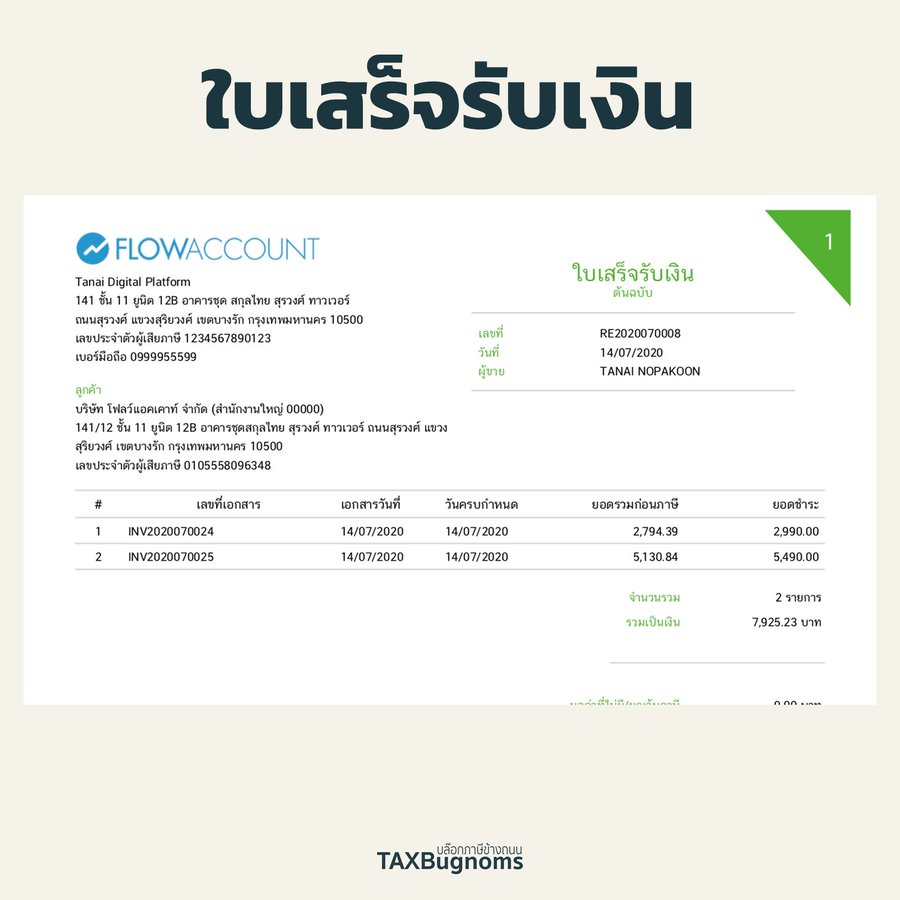 ใบเสร็จรับเงิน
1
FLOWACCOUNT
Tanai Digital Platform
141 ชั้น 11 ยูนิต 12B อาคารชุด สกุลไทย สุรวงศ์ ทาวเวอร์
ถนนสุรวงศ์ แขวงสุริยวงศ์ เขตบางรัก กรุงเทพมหานคร 10500
เลขประจำตัวผู้เสียภาษี 1234567890123
เบอร์มือถือ 0999955599
ใบเสร็จรับเงิน
ต้นฉบับ
เลขที่ RE2020070008
วันที่ 14/07/2020
ผู้ขาย TANAI NOPAKOON
ลูกค้า
บริษัท โฟลว์แอคเคาท์ จำกัด (สำนักงานใหญ่ 00000)
141/12 ชั้น 11 ยูนิต 12B อาคารชุดสกุลไทย สุรวงศ์ ทาวเวอร์ ถนนสุรวงศ์ แขวง
สุริยวงศ์ เขตบางรัก กรุงเทพมหานคร 10500
เลขประจำตัวผู้เสียภาษี 0105558096348
# เลขที่เอกสาร เอกสารวันที่ วันครบกำหนด ยอดรวมก่อนภาษี ยอดชำระ
1 INV2020070024 14/07/2020 14/07/2020 2,794.39 2,990.00
2 INV2020070025 14/07/2020 14/07/2020 5,130.84 5,490.00
จำนวนรวม 2 รายการ
รวมเป็นเงิน 7,925.23 บาท
บล๊อกภาษีข้างถนน
TAXBugnoms